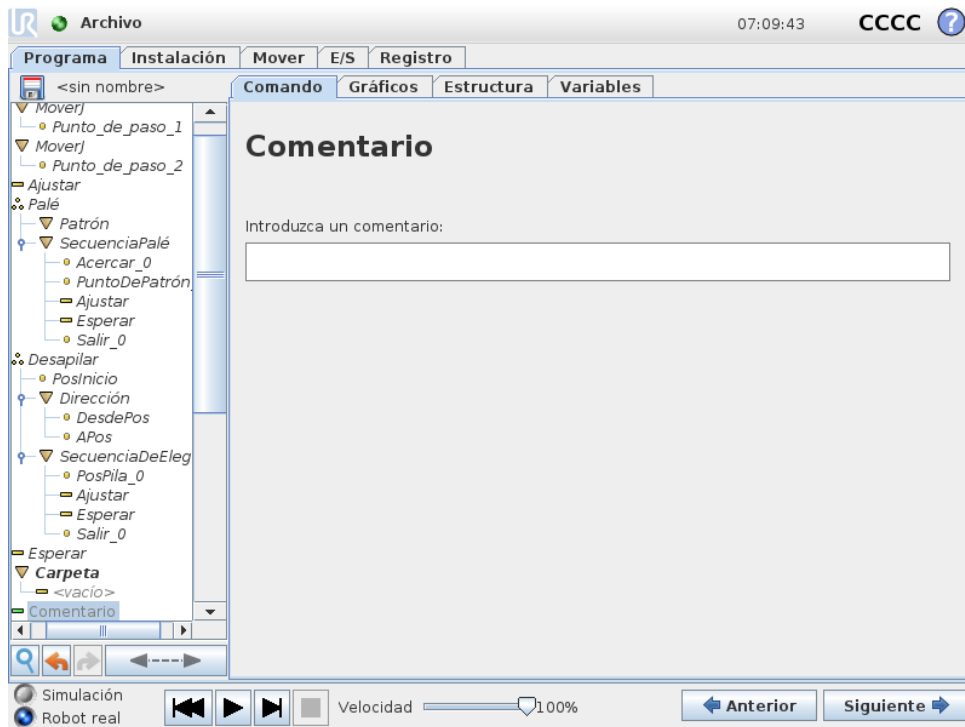 UR Archivo 07:09:43 CCCC ?
Programa Instalación Mover E/S Registro
<sin nombre> Comando Gráficos Estructura Variables
MoverJ
Punto_de_paso_1
MoverJ
Punto_de_paso_2
Ajustar
Palé
Patrón
SecuenciaPalé
Acercar_0
PuntoDePatrón_
Ajustar
Esperar
Salir_0
Desapilar
PosInicio
Dirección
DesdePos
APos
SecuenciaDeEleg
PosPila_0
Ajustar
Esperar
Salir_0
Esperar
Carpeta
<vacío>
Comentario
Comentario
Introduzca un comentario:
Simulación
Robot real
Velocidad 100%
Anterior Siguiente